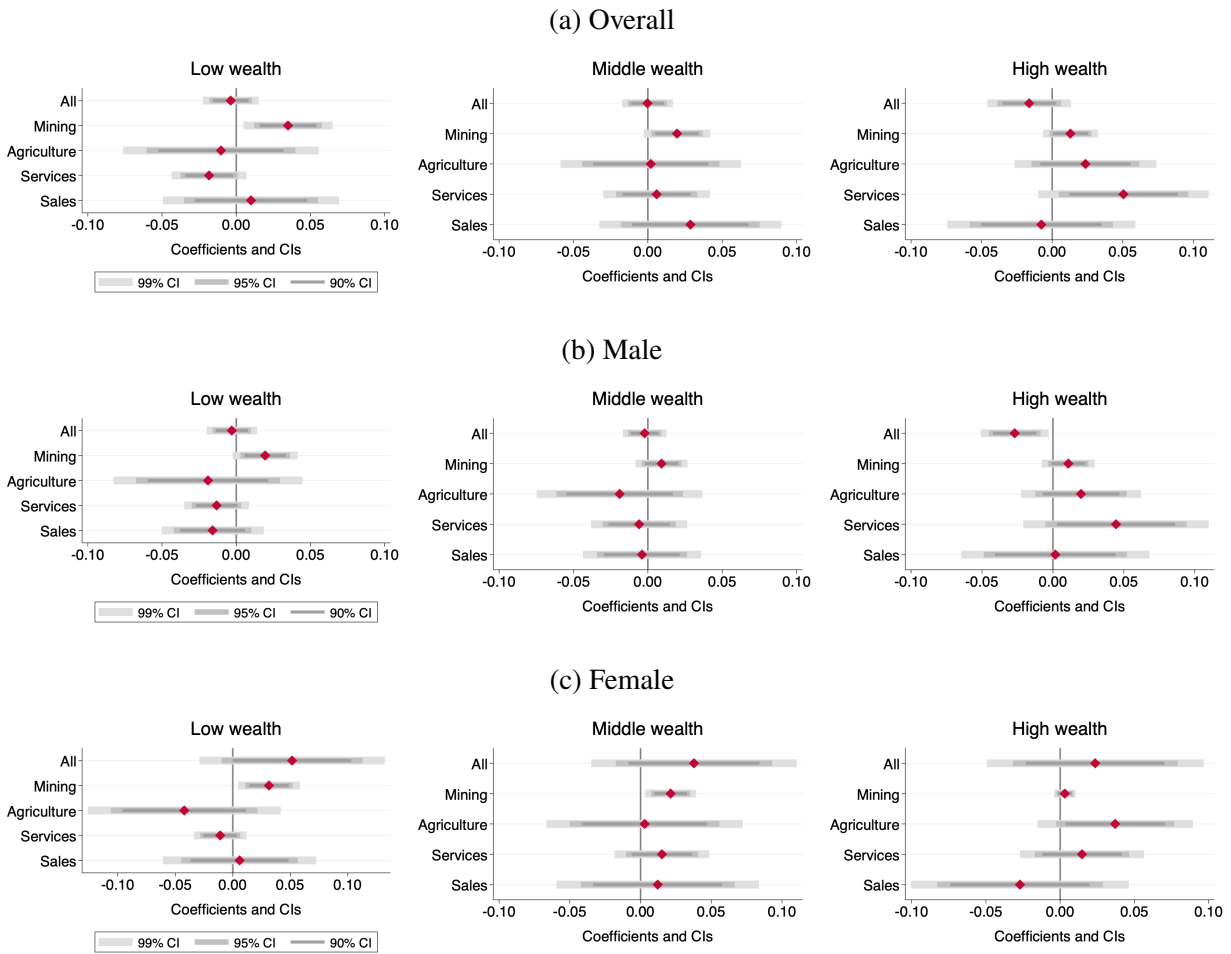 (a) Overall
Low wealth
All
Mining
Agriculture
Services
Sales
-0.10 -0.05 0.00 0.05 0.10
Coefficients and CIs
99% CI 95% CI 90% CI
Middle wealth
All
Mining
Agriculture
Services
Sales
-0.10 -0.05 0.00 0.05 0.10
Coefficients and CIs
High wealth
All
Mining
Agriculture
Services
Sales
-0.10 -0.05 0.00 0.05 0.10
Coefficients and CIs
(b) Male
Low wealth
All
Mining
Agriculture
Services
Sales
-0.10 -0.05 0.00 0.05 0.10
Coefficients and CIs
99% CI 95% CI 90% CI
Middle wealth
All
Mining
Agriculture
Services
Sales
-0.10 -0.05 0.00 0.05 0.10
Coefficients and CIs
High wealth
All
Mining
Agriculture
Services
Sales
-0.10 -0.05 0.00 0.05 0.10
Coefficients and CIs
(c) Female
Low wealth
All
Mining
Agriculture
Services
Sales
-0.10 -0.05 0.00 0.05 0.10
Coefficients and CIs
99% CI 95% CI 90% CI
Middle wealth
All
Mining
Agriculture
Services
Sales
-0.10 -0.05 0.00 0.05 0.10
Coefficients and CIs
High wealth
All
Mining
Agriculture
Services
Sales
-0.10 -0.05 0.00 0.05 0.10
Coefficients and CIs